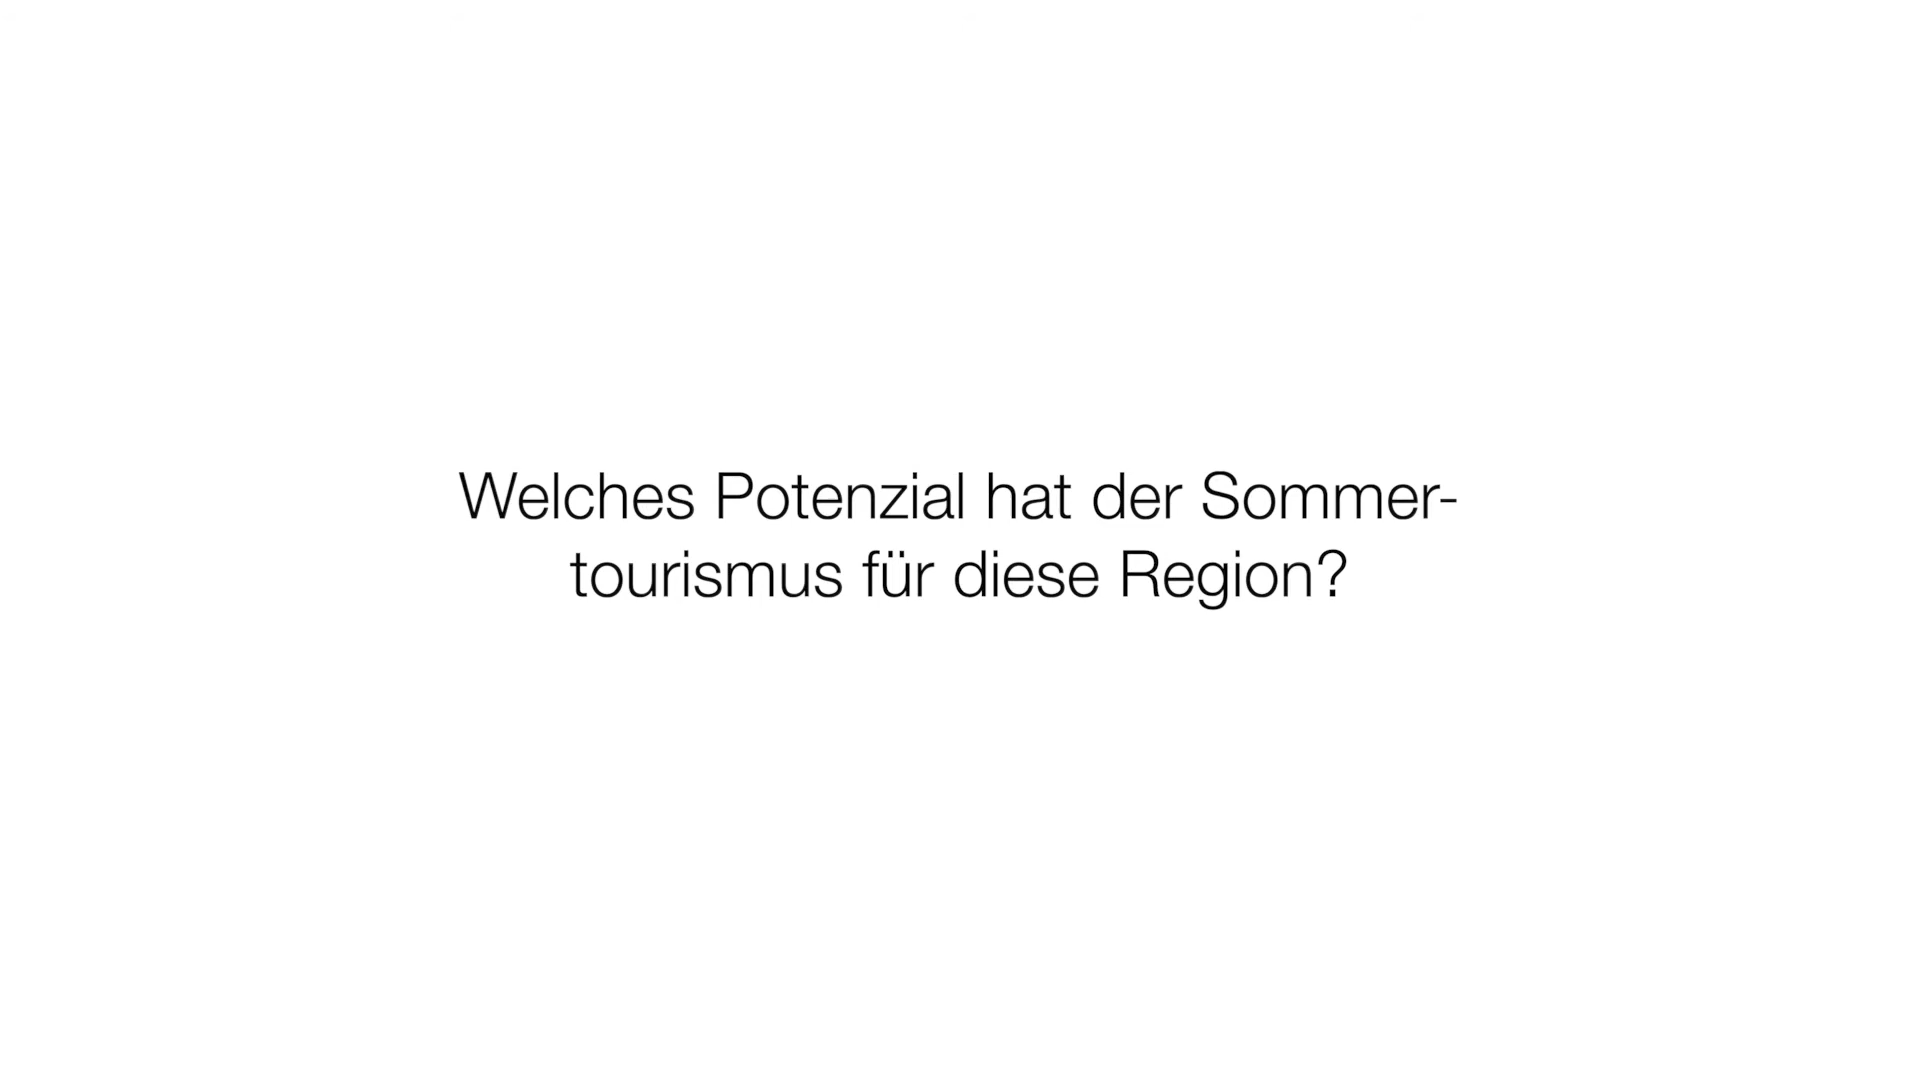 Welches Potenzial hat der Sommer-
tourismus für diese Region?